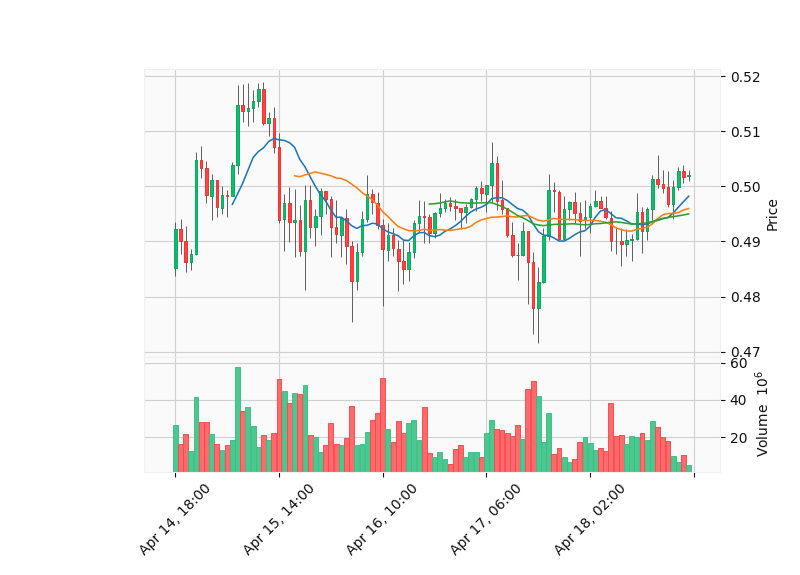 0.52
0.51
0.50
0.49
0.48
0.47
Price
60
40
20
Volume 10^6
Apr 14, 18:00
Apr 15, 14:00
Apr 16, 10:00
Apr 17, 06:00
Apr 18, 02:00